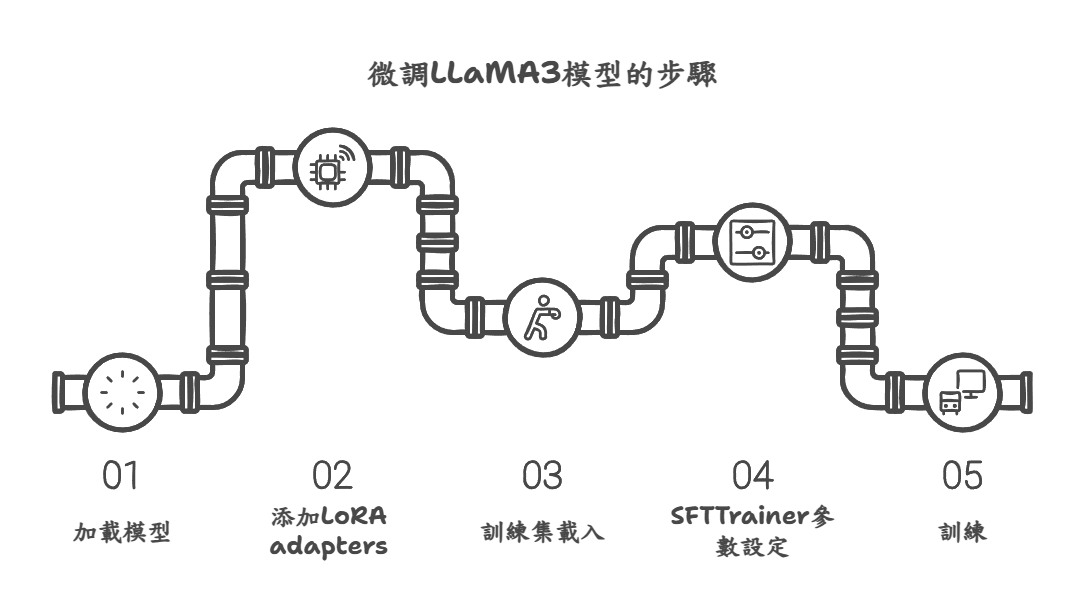 微調LLaMA3模型的步驟
01
加載模型
02
添加LoRA
adapters
03
訓練集載入
04
SFTTrainer參
數設定
05
訓練